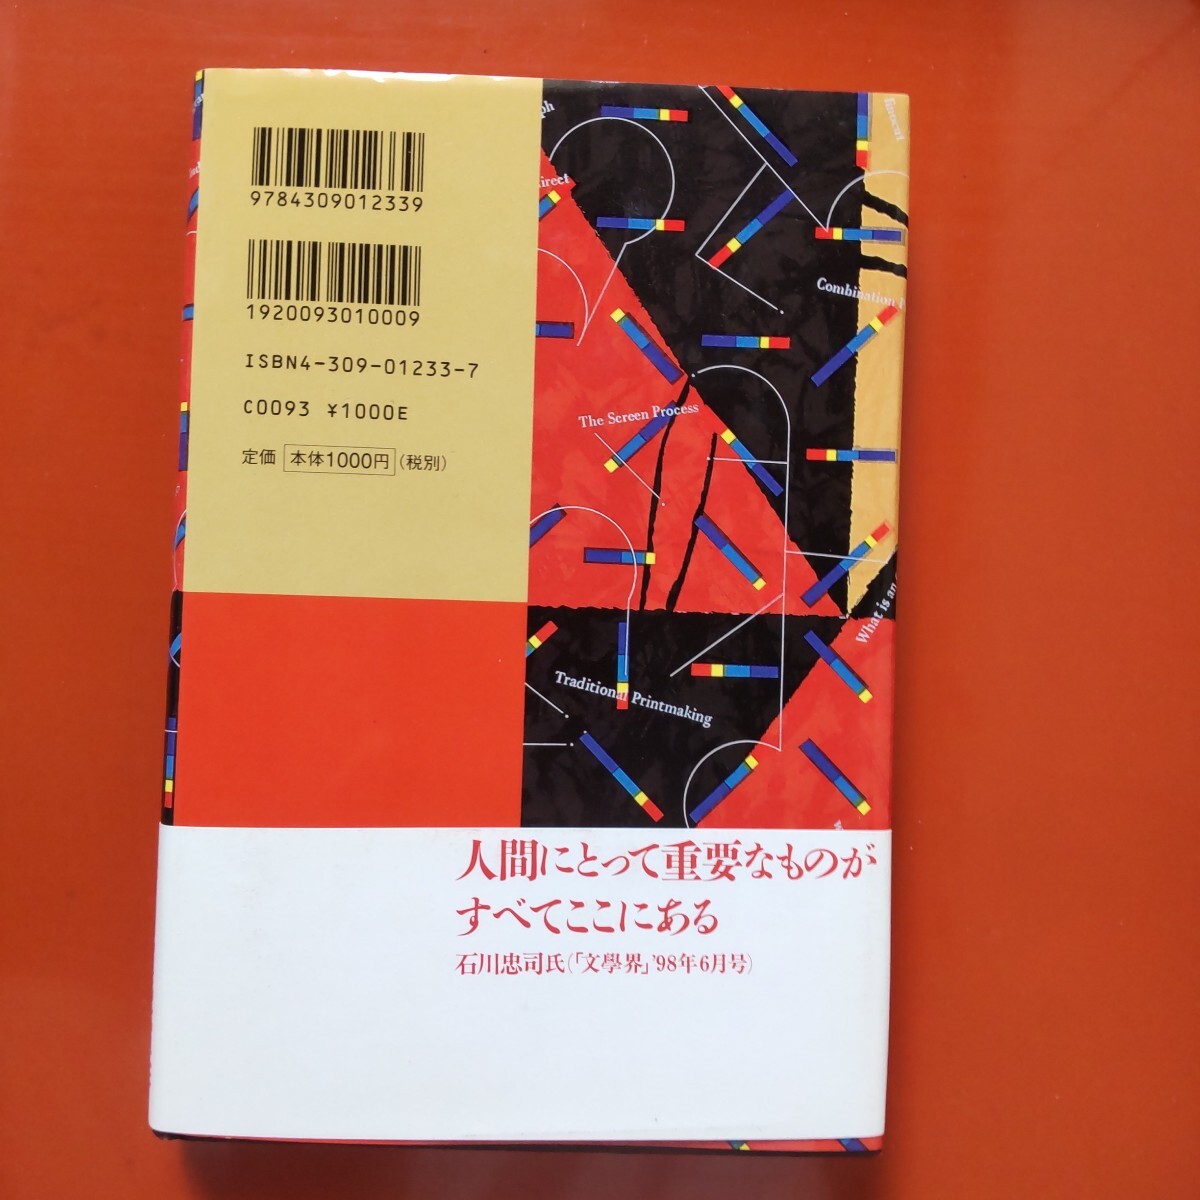 9784309012339
1920093010009
ISBN4-309-01233-7
C0093 ¥1000E
定価 本体1000円 (税別)
Combination
The Screen Process
What is an
Traditional Printmaking
人間にとって重要なものが
すべてここにある
石川忠司氏(「文學界」'98年6月号)